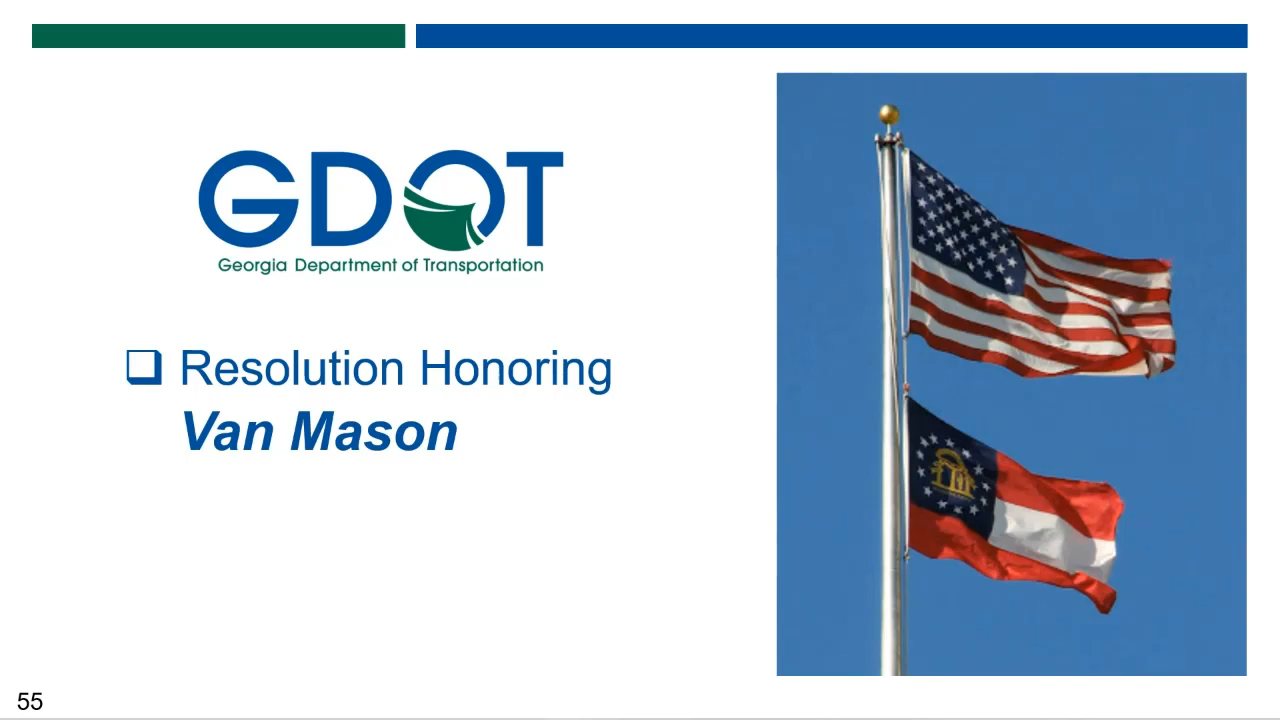 GDOT
Georgia Department of Transportation
❑ Resolution Honoring
Van Mason
55